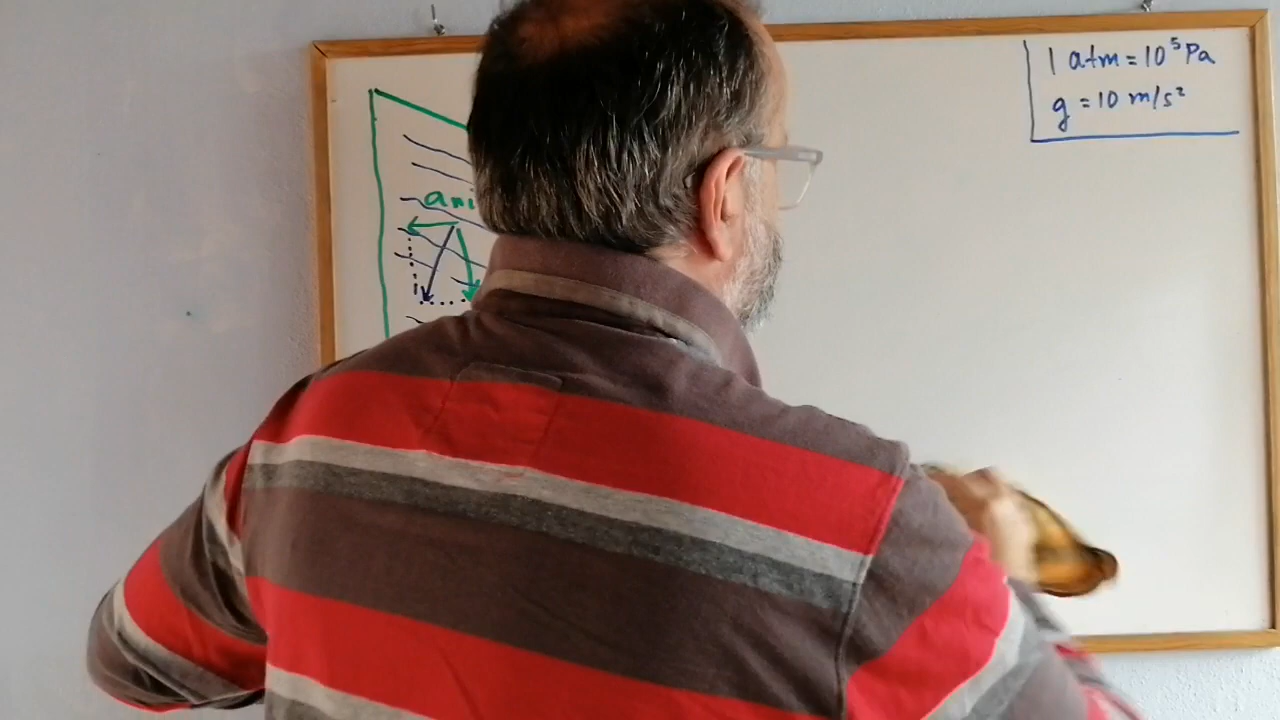 1 atm = 10⁵ Pa
g = 10 m/s²